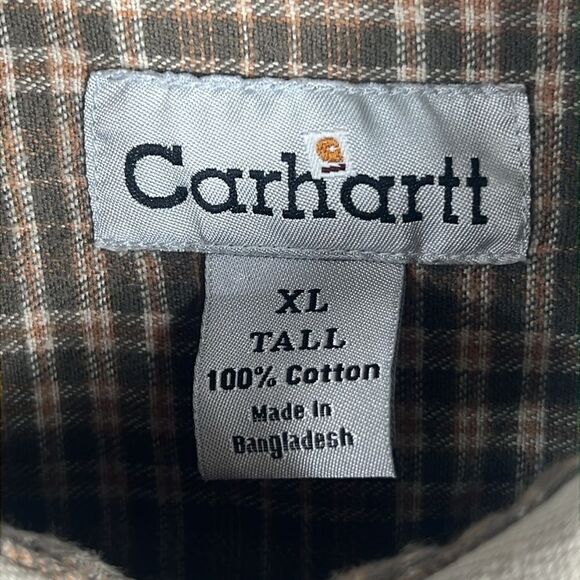 Carhartt
XL
TALL
100% Cotton
Made in
Bangladesh